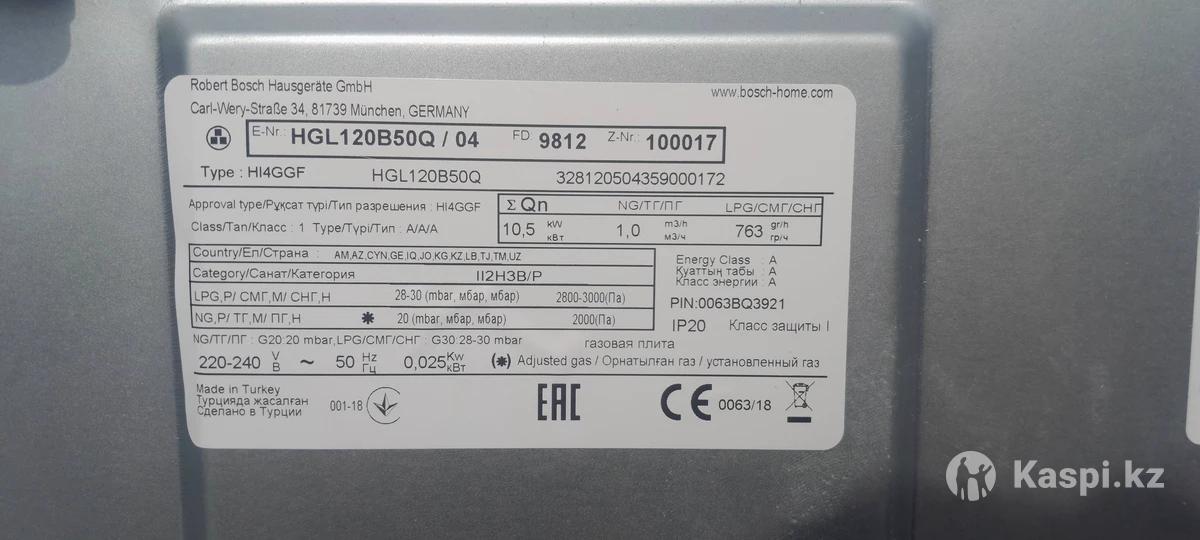 Robert Bosch Hausgeräte GmbH
www.bosch-home.com
Carl-Wery-Straße 34, 81739 München, GERMANY
E-Nr.: HGL120B50Q / 04 FD 9812 Z-Nr.: 100017
Type : HI4GGF HGL120B50Q 328120504359000172
Approval type/Рұқсат түрі/Тип разрешения : HI4GGF
Σ Qn NG/ТГ/ПГ LPG/СМГ/СНГ
Class/Тап/Класс : 1 Type/Түрі/Тип : A/A/A
10,5 kW кВт 1,0 m3/h м3/ч 763 gr/h гр/ч
Country/Ел/Страна : AM,AZ,CYN,GE,IQ,JO,KG,KZ,LB,TJ,TM,UZ
Category/Санат/Категория II2H3B/P
LPG,P/ СМГ,М/ СНГ,Н 28-30 (mbar, мбар, мбар) 2800-3000(Па)
NG,P/ ТГ,М/ ПГ,Н ✱ 20 (mbar, мбар, мбар) 2000(Па)
Energy Class : A
Қуаттың табы : A
Класс энергии : A
PIN:0063BQ3921
IP20 Класс защиты I
NG/ТГ/ПГ : G20:20 mbar,LPG/СМГ/СНГ : G30:28-30 mbar газовая плита
220-240 V В ~ 50 Hz Гц 0,025 Kw кВт (✱) Adjusted gas / Орнатылған газ / установленный газ
Made in Turkey
Турцияда жасалған
Сделано в Турции
001-18
EAC CE 0063/18
Kaspi.kz